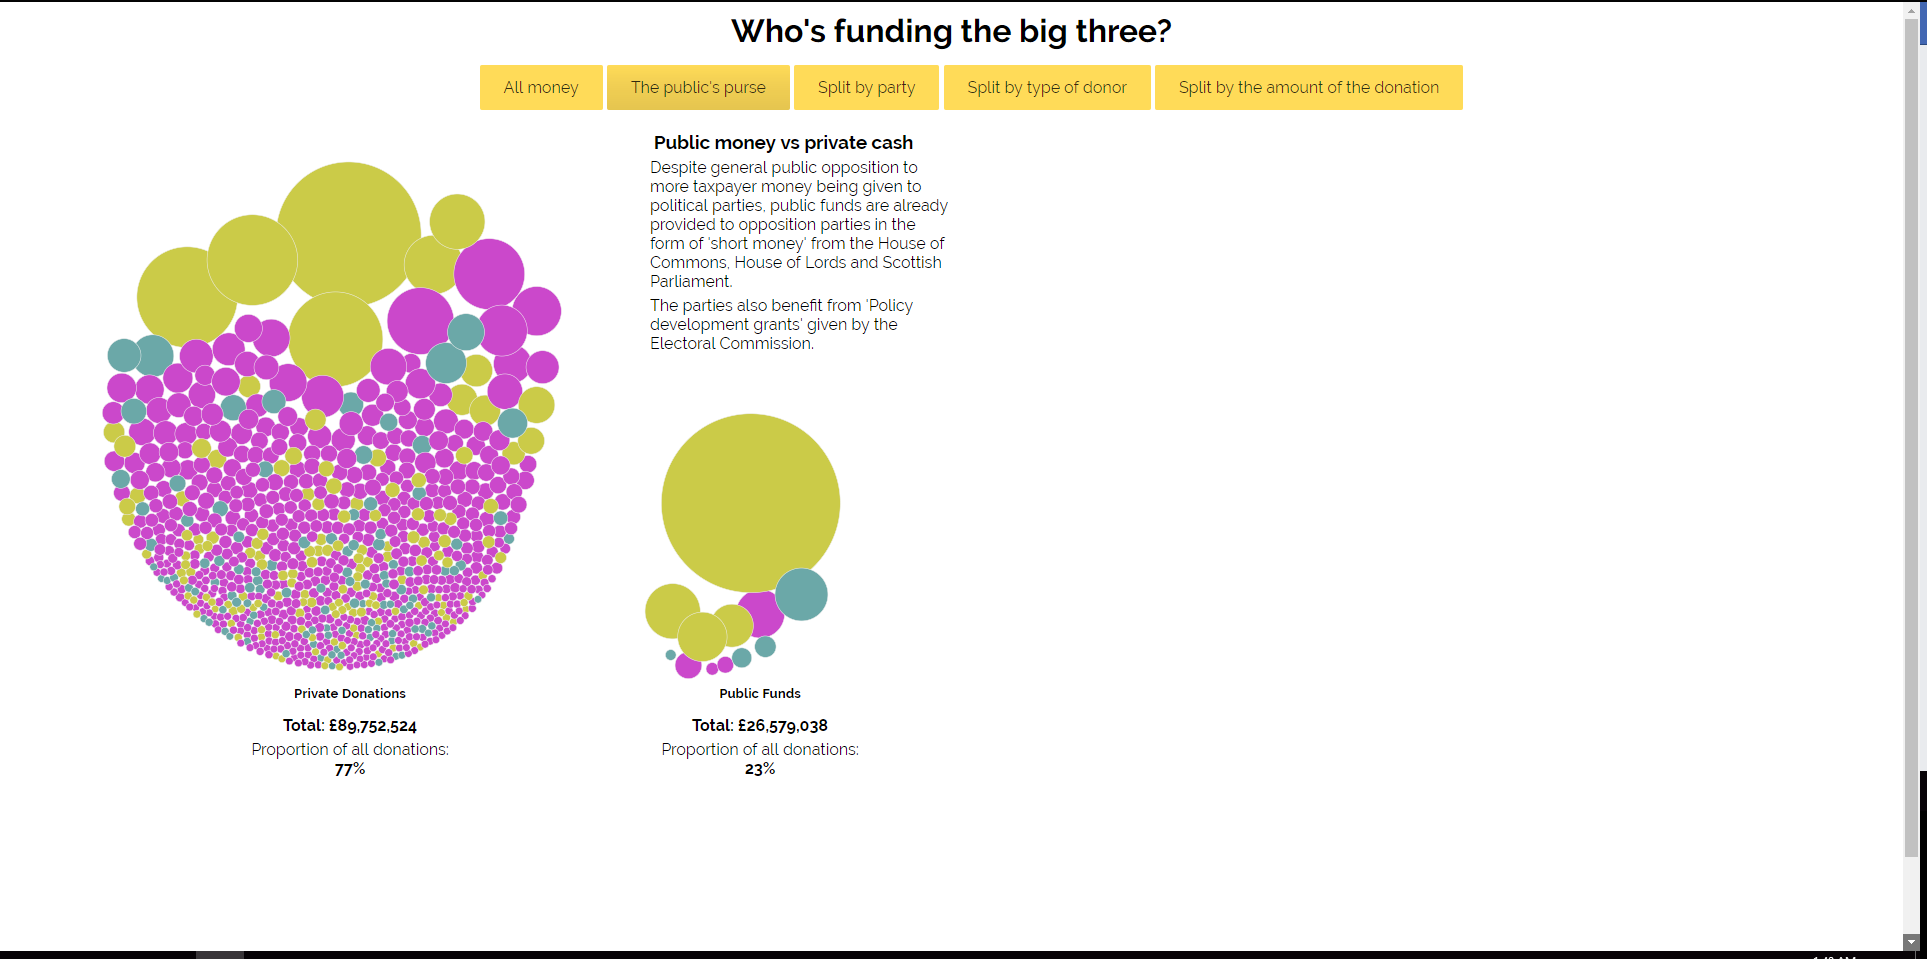 Who's funding the big three?
All money
The public's purse
Split by party
Split by type of donor
Split by the amount of the donation
Public money vs private cash
Despite general public opposition to
more taxpayer money being given to
political parties, public funds are already
provided to opposition parties in the
form of 'short money' from the House of
Commons, House of Lords and Scottish
Parliament.
The parties also benefit from 'Policy
development grants' given by the
Electoral Commission.
Private Donations
Total: £89,752,524
Proportion of all donations:
77%
Public Funds
Total: £26,579,038
Proportion of all donations:
23%